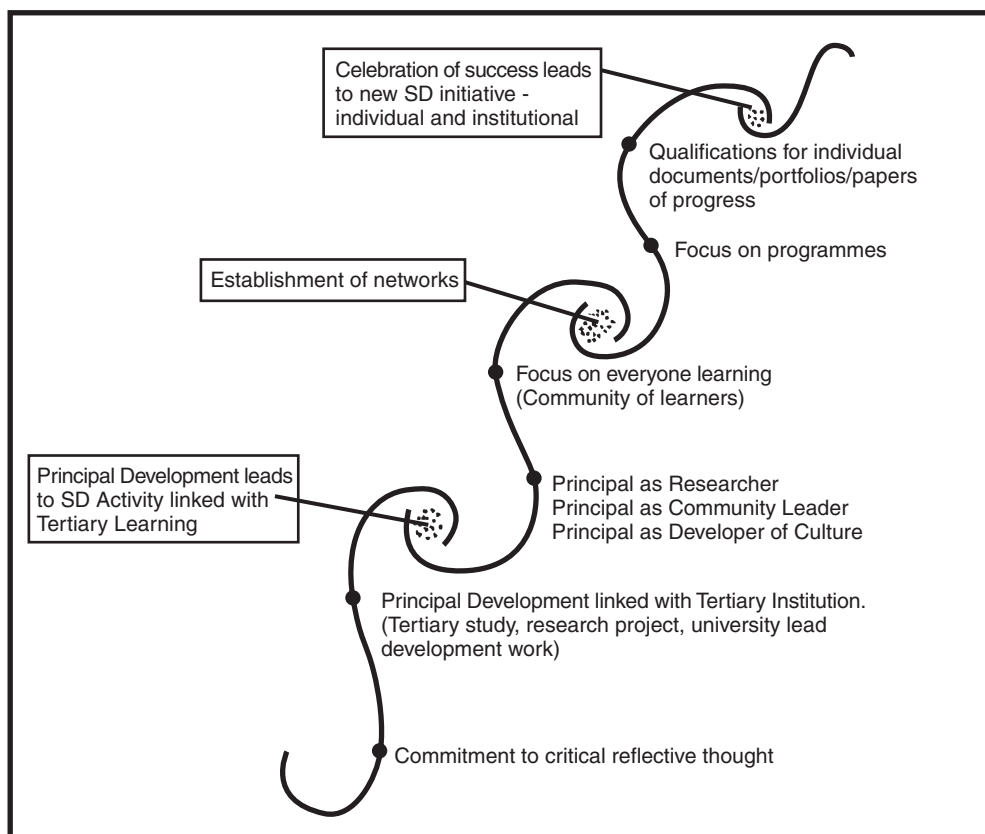 Celebration of success leads
to new SD initiative -
individual and institutional
Qualifications for individual
documents/portfolios/papers
of progress
Focus on programmes
Establishment of networks
Focus on everyone learning
(Community of learners)
Principal Development leads
to SD Activity linked with
Tertiary Learning
Principal as Researcher
Principal as Community Leader
Principal as Developer of Culture
Principal Development linked with Tertiary Institution.
(Tertiary study, research project, university lead
development work)
Commitment to critical reflective thought